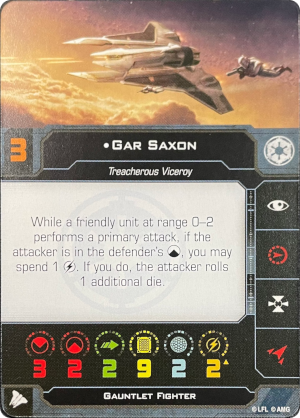 3
•Gar Saxon
Treacherous Viceroy
While a friendly unit at range 0–2
performs a primary attack, if the
attacker is in the defender's , you may
spend 1 . If you do, the attacker rolls
1 additional die.
3 2 2 9 2 2
Gauntlet Fighter
©LFL ©AMG